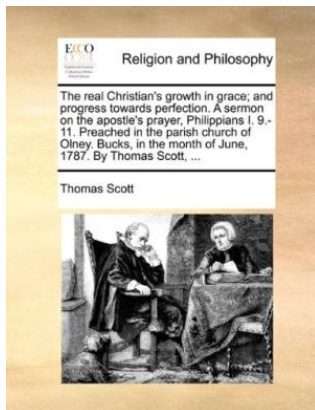 ECCO
Religion and Philosophy
The real Christian's growth in grace; and
progress towards perfection. A sermon
on the apostle's prayer, Philippians I. 9.-
11. Preached in the parish church of
Olney. Bucks, in the month of June,
1787. By Thomas Scott, ...
Thomas Scott